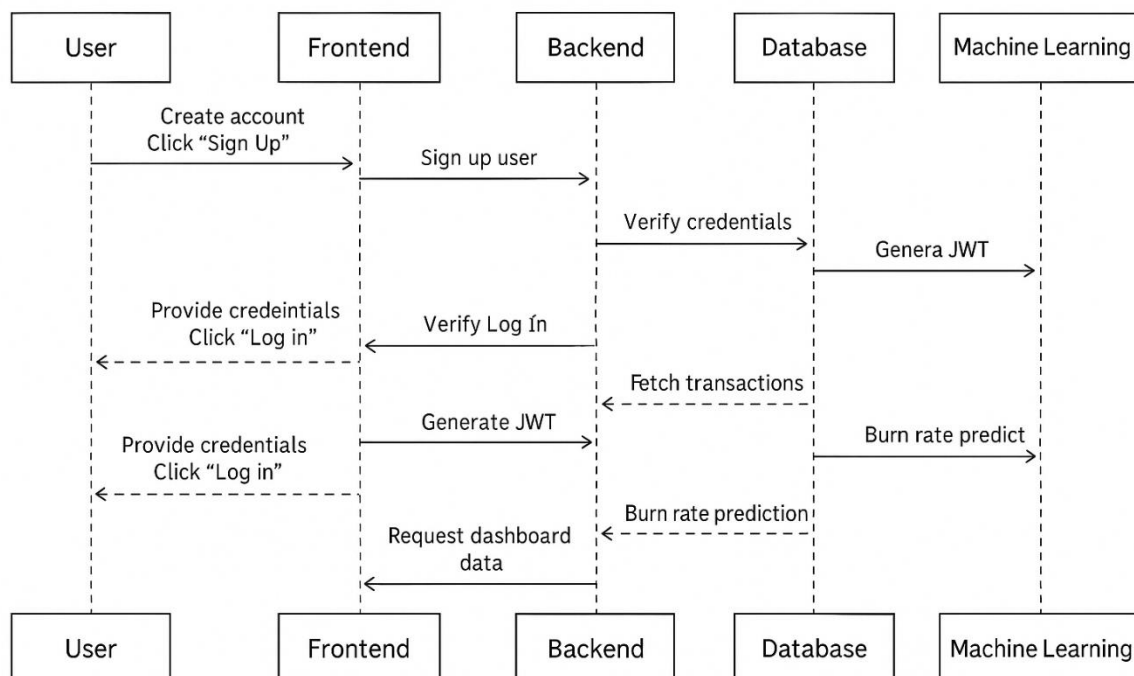 User
Frontend
Backend
Database
Machine Learning
Create account
Click “Sign Up”
Sign up user
Verify credentials
Genera JWT
Provide credeintials
Click “Log in”
Verify Log Ín
Fetch transactions
Generate JWT
Burn rate predict
Provide credentials
Click “Log in”
Burn rate prediction
Request dashboard
data
User
Frontend
Backend
Database
Machine Learning